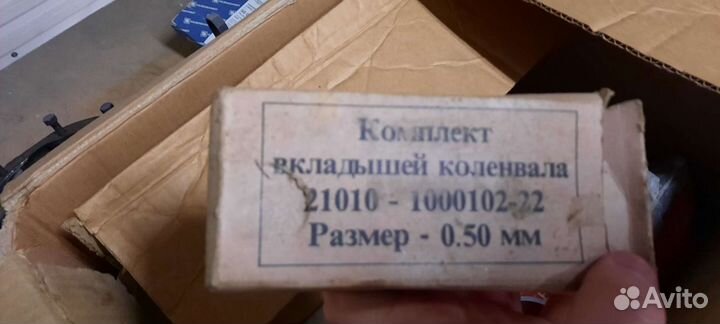 Комплект
вкладышей коленвала
21010 - 1000102-22
Размер - 0.50 мм
Avito